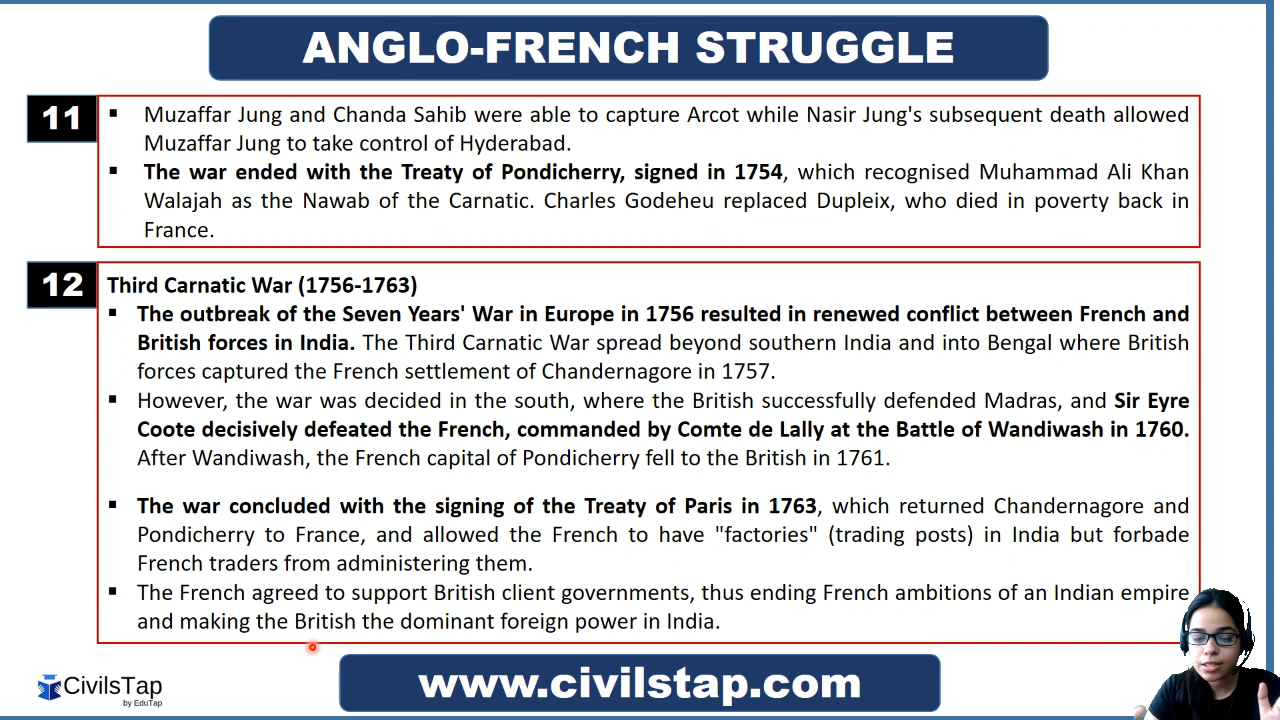 ANGLO-FRENCH STRUGGLE
11
▪ Muzaffar Jung and Chanda Sahib were able to capture Arcot while Nasir Jung's subsequent death allowed
Muzaffar Jung to take control of Hyderabad.
▪ The war ended with the Treaty of Pondicherry, signed in 1754, which recognised Muhammad Ali Khan
Walajah as the Nawab of the Carnatic. Charles Godeheu replaced Dupleix, who died in poverty back in
France.
12
Third Carnatic War (1756-1763)
▪ The outbreak of the Seven Years' War in Europe in 1756 resulted in renewed conflict between French and
British forces in India. The Third Carnatic War spread beyond southern India and into Bengal where British
forces captured the French settlement of Chandernagore in 1757.
▪ However, the war was decided in the south, where the British successfully defended Madras, and Sir Eyre
Coote decisively defeated the French, commanded by Comte de Lally at the Battle of Wandiwash in 1760.
After Wandiwash, the French capital of Pondicherry fell to the British in 1761.
▪ The war concluded with the signing of the Treaty of Paris in 1763, which returned Chandernagore and
Pondicherry to France, and allowed the French to have "factories" (trading posts) in India but forbade
French traders from administering them.
▪ The French agreed to support British client governments, thus ending French ambitions of an Indian empire
and making the British the dominant foreign power in India.
CivilsTap
by EduTap
www.civilstap.com